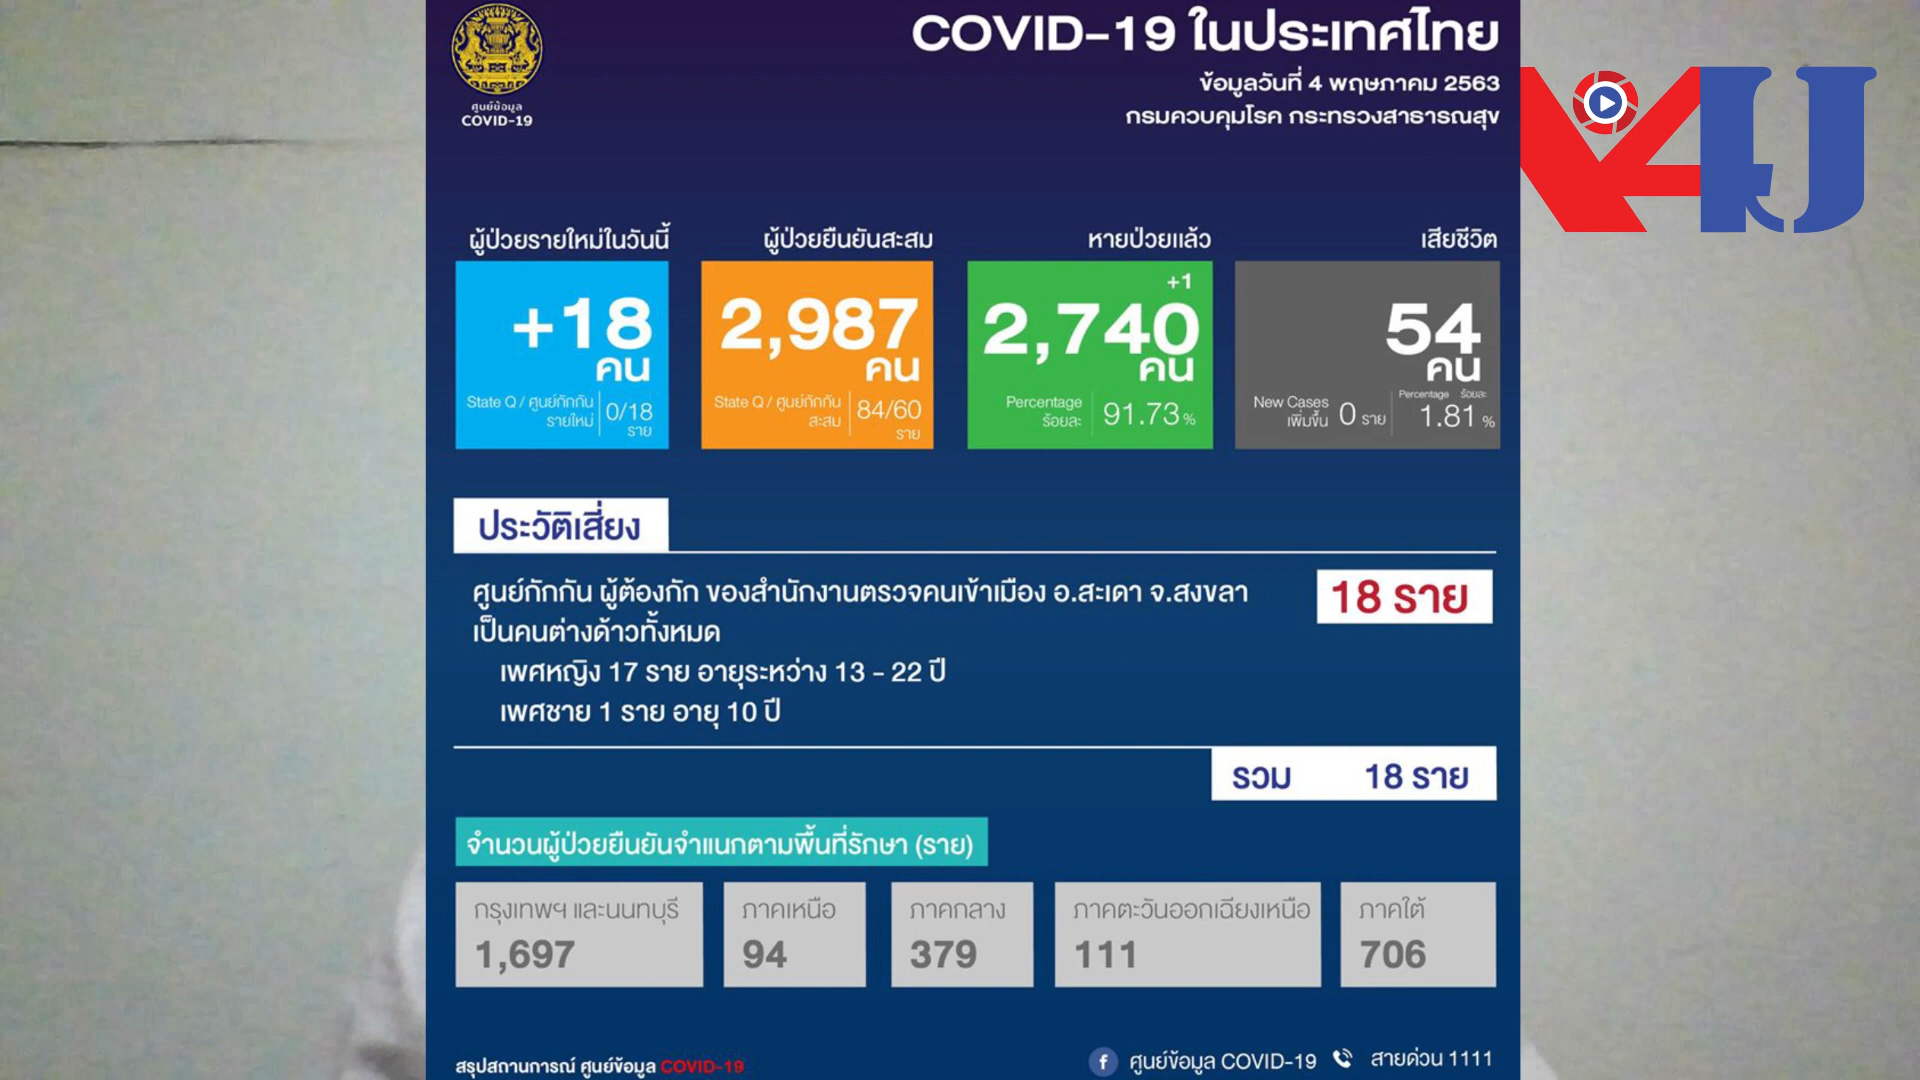 COVID-19 ในประเทศไทย
ข้อมูลวันที่ 4 พฤษภาคม 2563
กรมควบคุมโรค กระทรวงสาธารณสุข
ศูนย์ข้อมูล
COVID-19
V4J
ผู้ป่วยรายใหม่ในวันนี้
+18
คน
State Q / ศูนย์กักกัน
รายใหม่
0/18
ราย
ผู้ป่วยยืนยันสะสม
2,987
คน
State Q / ศูนย์กักกัน
สะสม
84/60
ราย
หายป่วยแล้ว
+1
2,740
คน
Percentage
ร้อยละ
91.73 %
เสียชีวิต
54
คน
New Cases
เพิ่มขึ้น
0 ราย
Percentage ร้อยละ
1.81 %
ประวัติเสี่ยง
ศูนย์กักกัน ผู้ต้องกัก ของสำนักงานตรวจคนเข้าเมือง อ.สะเดา จ.สงขลา 18 ราย
เป็นคนต่างด้าวทั้งหมด
เพศหญิง 17 ราย อายุระหว่าง 13 - 22 ปี
เพศชาย 1 ราย อายุ 10 ปี
รวม 18 ราย
จำนวนผู้ป่วยยืนยันจำแนกตามพื้นที่รักษา (ราย)
กรุงเทพฯ และนนทบุรี
1,697
ภาคเหนือ
94
ภาคกลาง
379
ภาคตะวันออกเฉียงเหนือ
111
ภาคใต้
706
สรุปสถานการณ์ ศูนย์ข้อมูล COVID-19
f ศูนย์ข้อมูล COVID-19 สายด่วน 1111